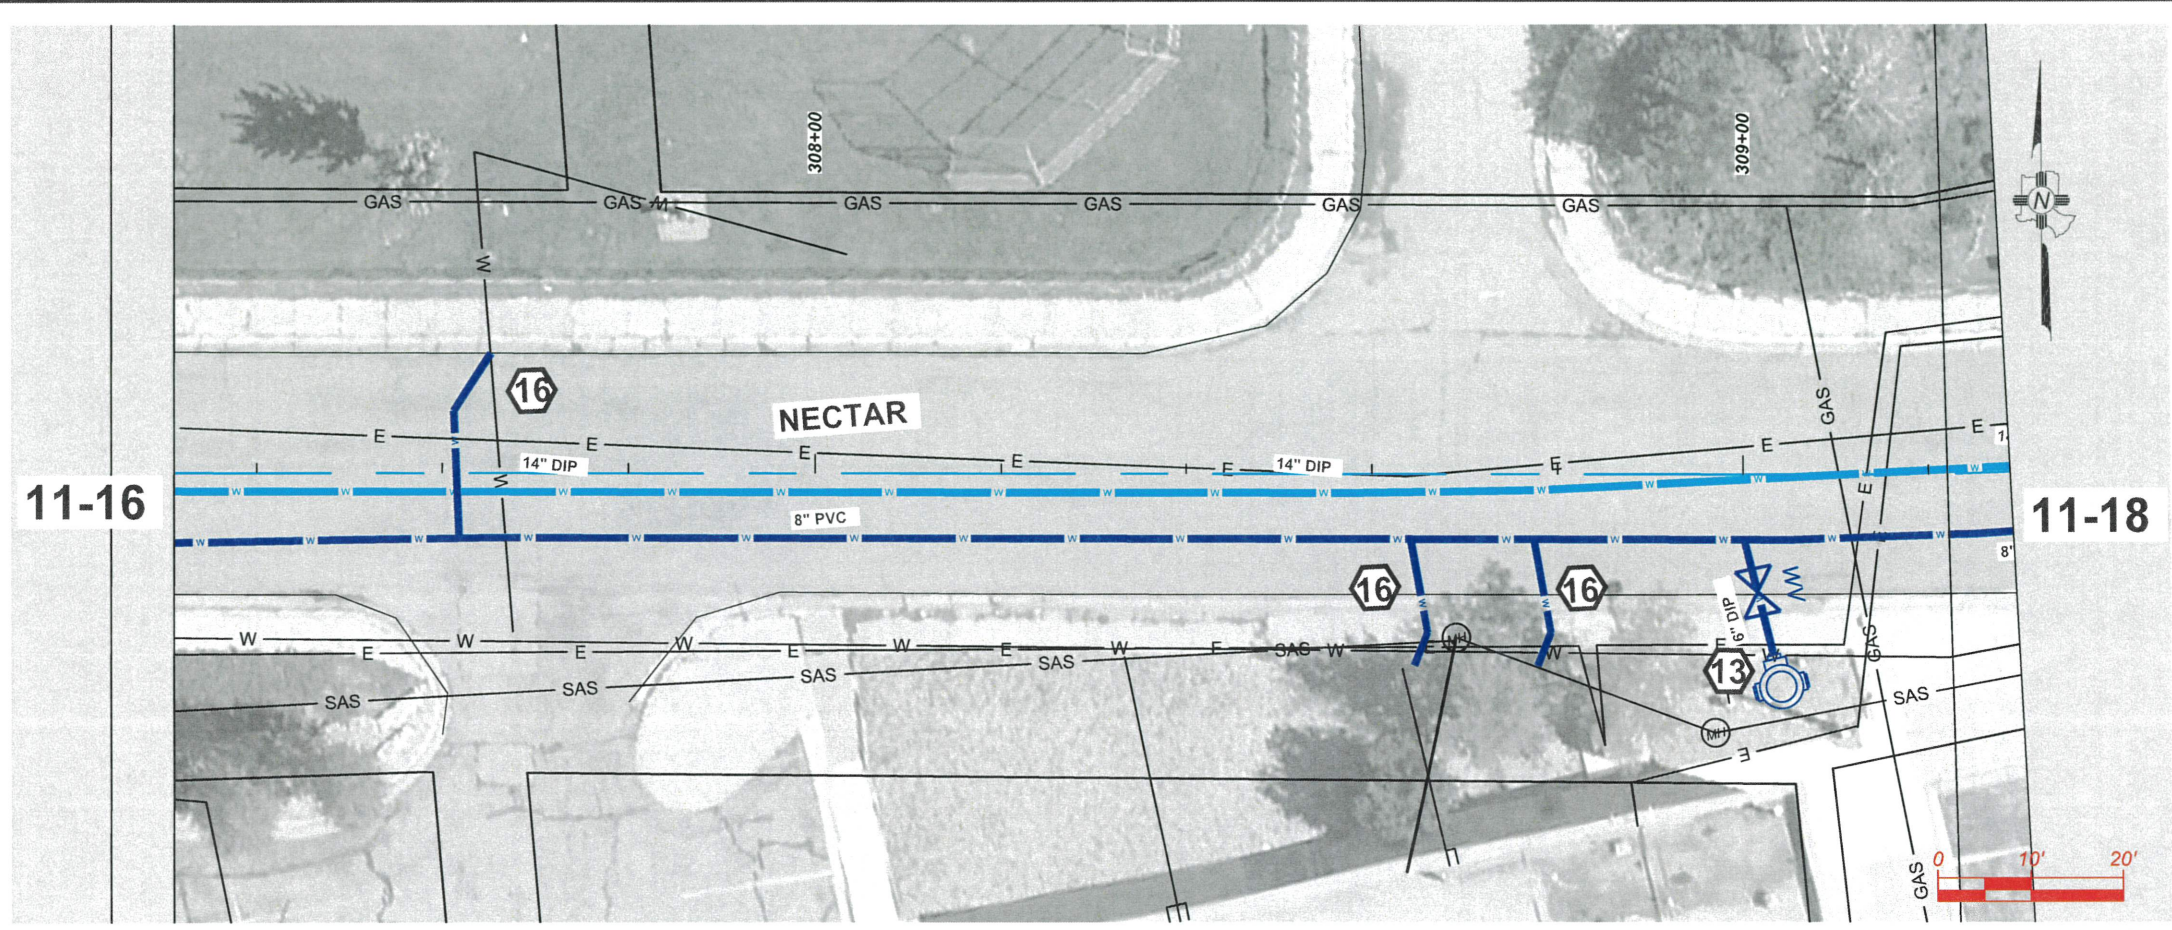 308+00
309+00
GAS GAS W GAS GAS GAS GAS
N
W
16
NECTAR
GAS
E E E E E E E E
14" DIP 14" DIP
W
E
11-16
W W W W W W W W W W W W W W W W W
8" PVC
11-18
W W W W W W W W W W W W W W W W W
8'
16 16
W W
W
6" DIP
W W W W W W W
E E E E E E E
SAS SAS SAS SAS SAS
MH
GAS
13
SAS
MH
E
0 10' 20'
GAS